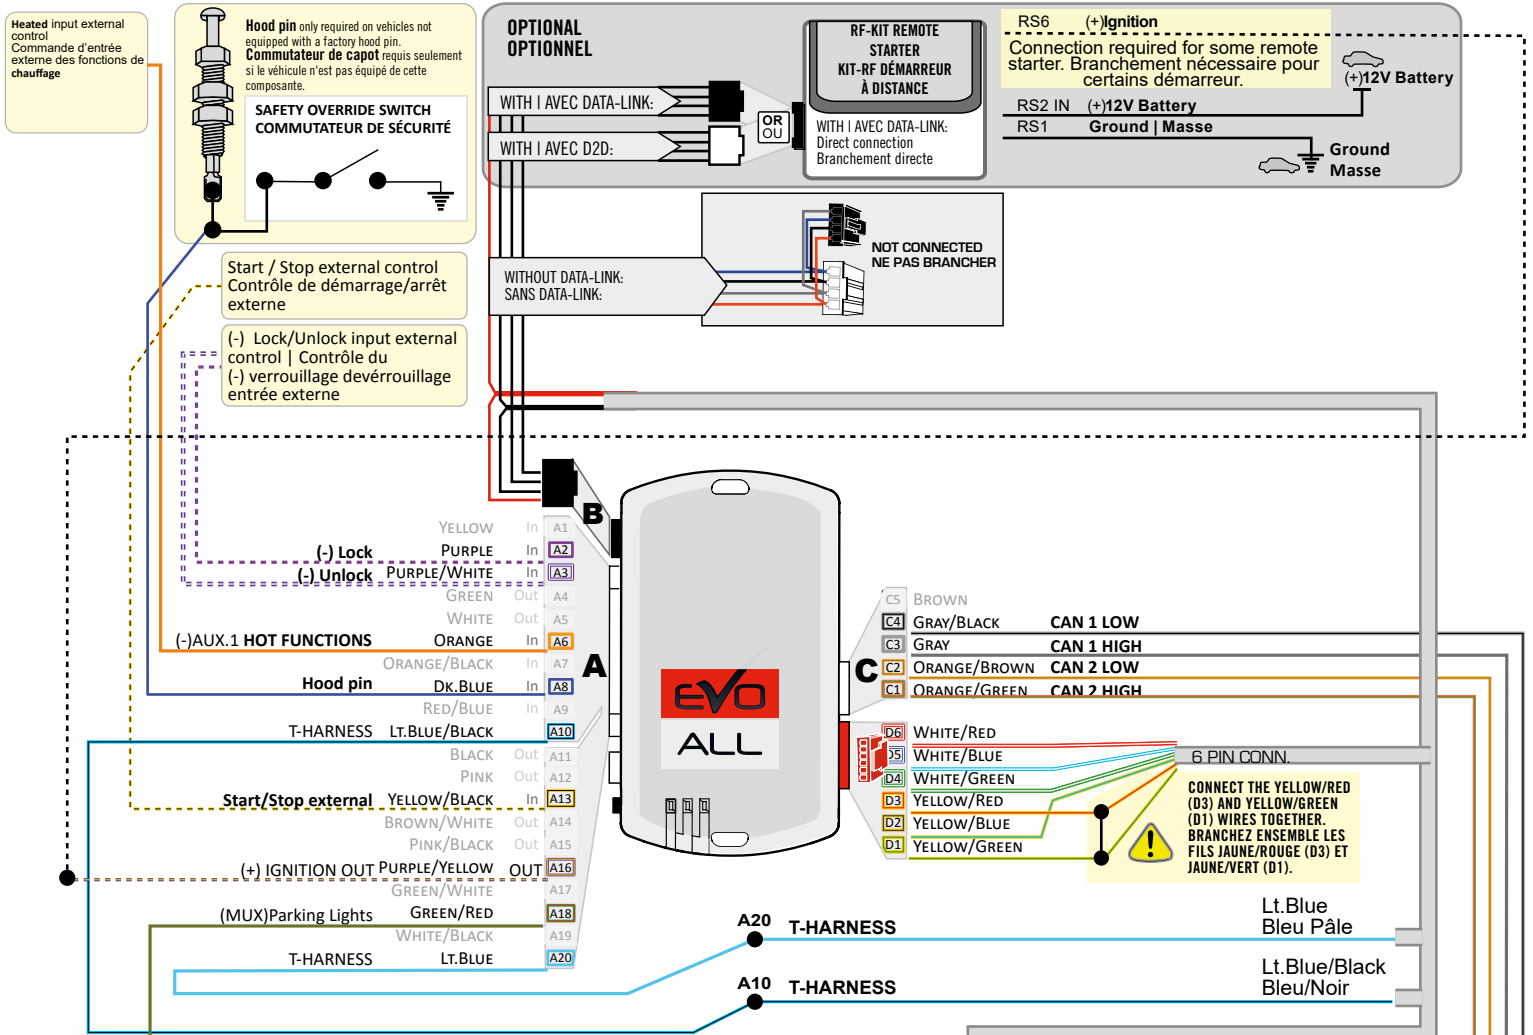 Heated input external
control
Commande d'entrée
externe des fonctions de
chauffage
Hood pin only required on vehicles not
equipped with a factory hood pin.
Commutateur de capot requis seulement
si le véhicule n'est pas équipé de cette
composante.
SAFETY OVERRIDE SWITCH
COMMUTATEUR DE SÉCURITÉ
OPTIONAL
OPTIONNEL
WITH | AVEC DATA-LINK:
WITH | AVEC D2D:
OR
OU
RF-KIT REMOTE
STARTER
KIT-RF DÉMARREUR
À DISTANCE
WITH | AVEC DATA-LINK:
Direct connection
Branchement directe
RS6 (+)Ignition
Connection required for some remote
starter. Branchement nécessaire pour
certains démarreur.
(+)12V Battery
RS2 IN (+)12V Battery
RS1 Ground | Masse
Ground
Masse
WITHOUT DATA-LINK:
SANS DATA-LINK:
NOT CONNECTED
NE PAS BRANCHER
Start / Stop external control
Contrôle de démarrage/arrêt
externe
(-) Lock/Unlock input external
control | Contrôle du
(-) verrouillage devérrouillage
entrée externe
B
YELLOW In A1
(-) Lock PURPLE In A2
(-) Unlock PURPLE/WHITE In A3
GREEN Out A4
WHITE Out A5
(-)AUX.1 HOT FUNCTIONS ORANGE In A6
ORANGE/BLACK In A7
Hood pin DK.BLUE In A8
RED/BLUE In A9
T-HARNESS LT.BLUE/BLACK A10
BLACK Out A11
PINK Out A12
Start/Stop external YELLOW/BLACK In A13
BROWN/WHITE Out A14
PINK/BLACK Out A15
(+) IGNITION OUT PURPLE/YELLOW OUT A16
GREEN/WHITE A17
(MUX)Parking Lights GREEN/RED A18
WHITE/BLACK A19
T-HARNESS LT.BLUE A20
A
EVO
ALL
C
C5 BROWN
C4 GRAY/BLACK CAN 1 LOW
C3 GRAY CAN 1 HIGH
C2 ORANGE/BROWN CAN 2 LOW
C1 ORANGE/GREEN CAN 2 HIGH
D6 WHITE/RED
D5 WHITE/BLUE
D4 WHITE/GREEN
D3 YELLOW/RED
D2 YELLOW/BLUE
D1 YELLOW/GREEN
6 PIN CONN.
CONNECT THE YELLOW/RED
(D3) AND YELLOW/GREEN
(D1) WIRES TOGETHER.
BRANCHEZ ENSEMBLE LES
FILS JAUNE/ROUGE (D3) ET
JAUNE/VERT (D1).
A20 T-HARNESS
Lt.Blue
Bleu Pâle
A10 T-HARNESS
Lt.Blue/Black
Bleu/Noir